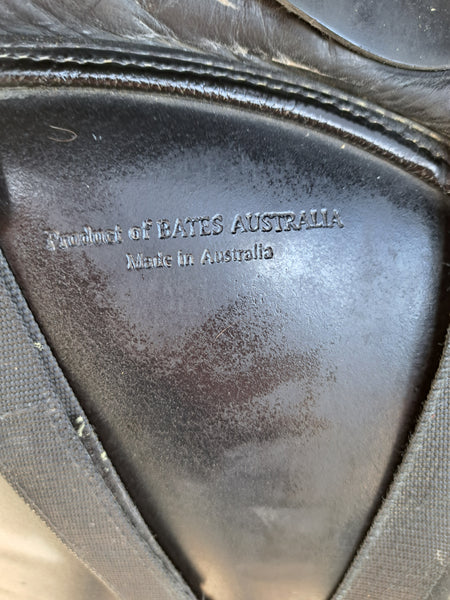 Product of BATES AUSTRALIA
Made in Australia